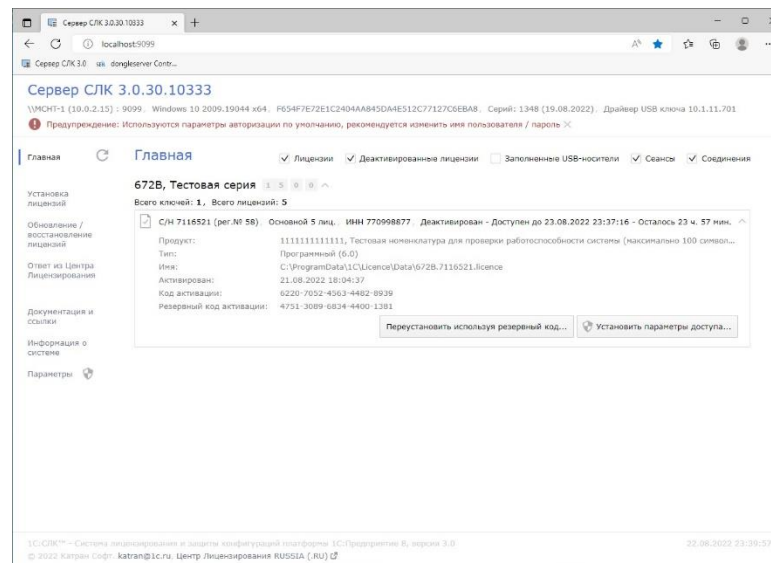 Сервер СЛК 3.0.30.10333
localhost:9099
Сервер СЛК 3.0 dongleserver Contr...
Сервер СЛК 3.0.30.10333
\\МСНТ-1 (10.0.2.15) : 9099, Windows 10 2009.19044 x64, F654F7E72E1C2404AA845DA4E512C77127C6EBA8, Серий: 1348 (19.08.2022), Драйвер USB ключа 10.1.11.701
Предупреждение: Используются параметры авторизации по умолчанию, рекомендуется изменить имя пользователя / пароль
Главная
Установка лицензий
Обновление / восстановление лицензий
Ответ из Центра Лицензирования
Документация и ссылки
Информация о системе
Параметры
Главная
Лицензии Деактивированные лицензии Заполненные USB-носители Сеансы Соединения
672B, Тестовая серия 1 5 0 0
Всего ключей: 1, Всего лицензий: 5
С/Н 7116521 (рег.№ 58), Основной 5 лиц., ИНН 770998877, Деактивирован - Доступен до 23.08.2022 23:37:16 - Осталось 23 ч. 57 мин.
Продукт: 1111111111111, Тестовая номенклатура для проверки работоспособности системы (максимально 100 символ...
Тип: Программный (6.0)
Имя: C:\ProgramData\1C\Licence\Data\672B.7116521.licence
Активирован: 21.08.2022 18:04:37
Код активации: 6220-7052-4563-4482-8939
Резервный код активации: 4751-3089-6834-4400-1381
Переустановить используя резервный код... Установить параметры доступа...
1С:СЛК™ – Система лицензирования и защиты конфигураций платформы 1С:Предприятие 8, версия 3.0
22.08.2022 23:39:57
© 2022 Катран Софт, katran@1c.ru, Центр Лицензирования RUSSIA (.RU)